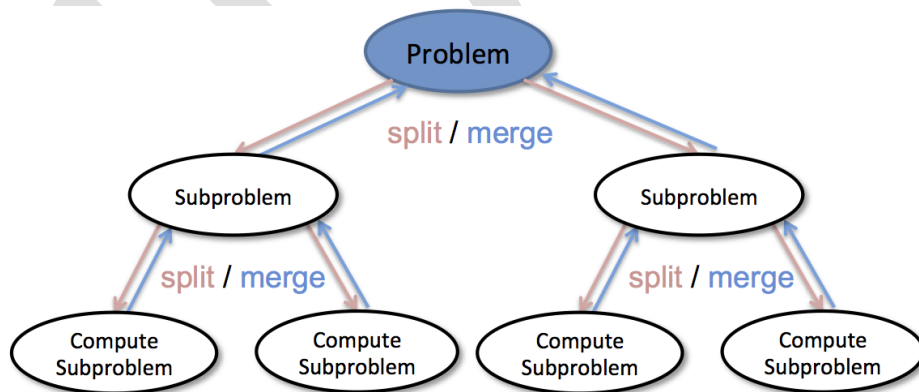 Problem
split / merge
Subproblem
Subproblem
split / merge
split / merge
Compute
Subproblem
Compute
Subproblem
Compute
Subproblem
Compute
Subproblem